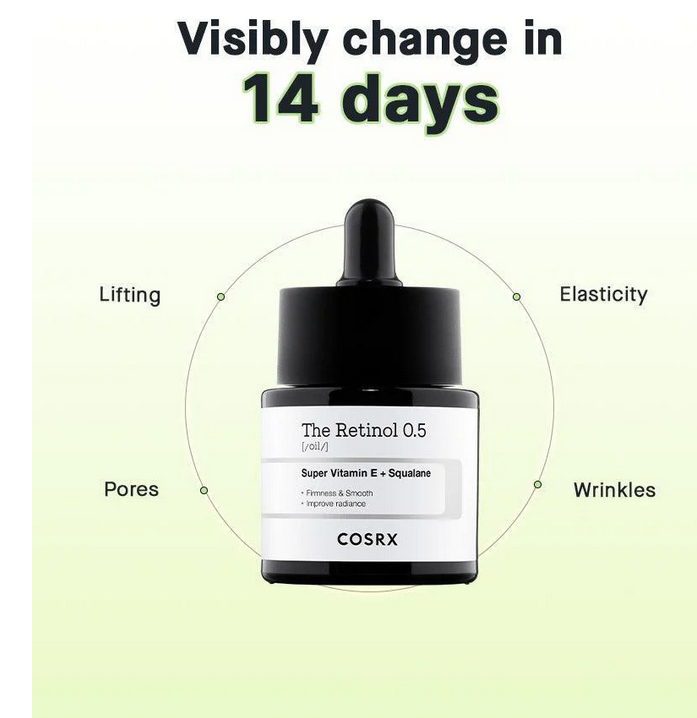 Visibly change in
14 days
Lifting
Elasticity
The Retinol 0.5
[/oil/]
Super Vitamin E + Squalane
• Firmness & Smooth
• Improve radiance
Pores
Wrinkles
COSRX